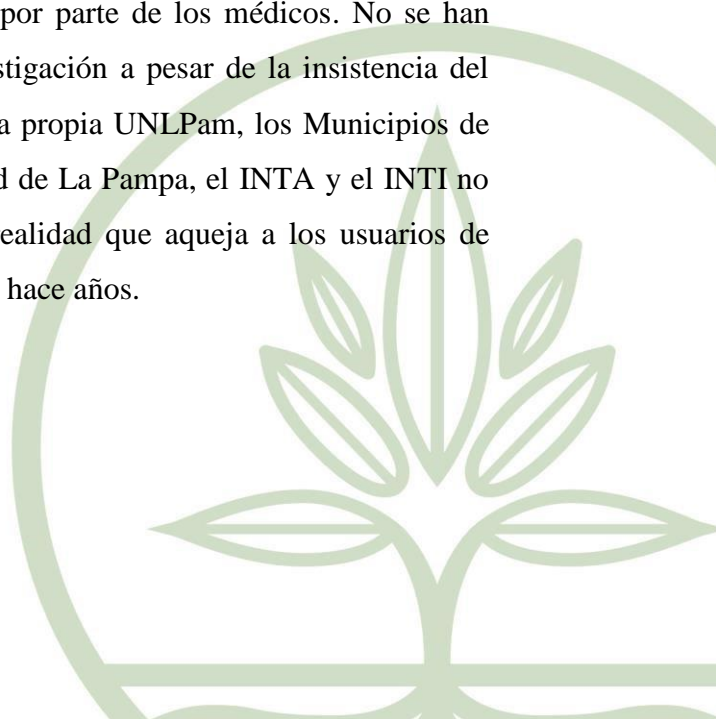 por parte de los médicos. No se han
stigación a pesar de la insistencia del
a propia UNLPam, los Municipios de
d de La Pampa, el INTA y el INTI no
realidad que aqueja a los usuarios de
hace años.